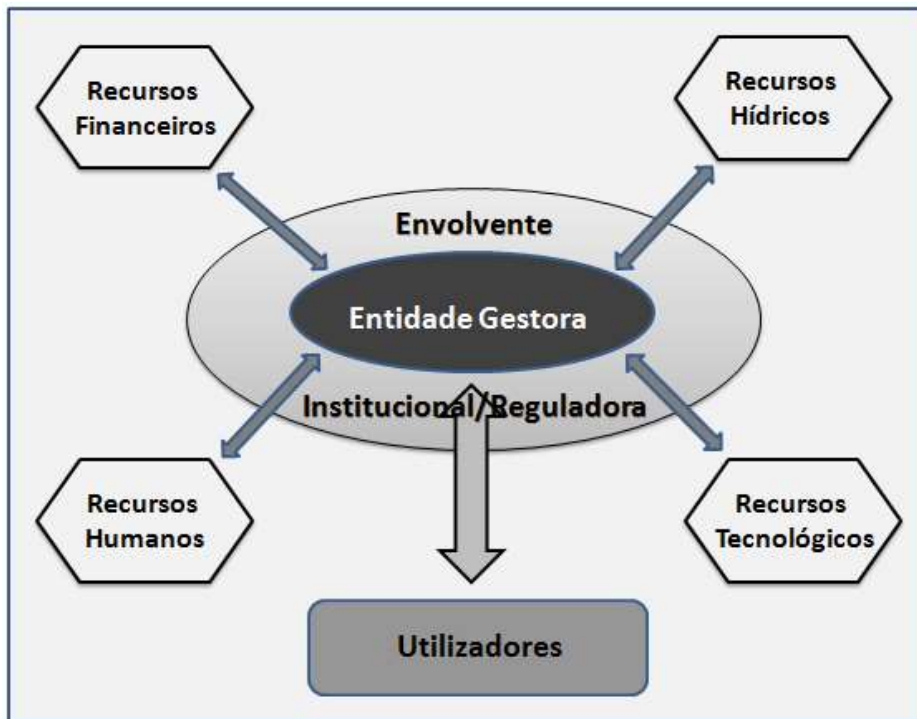 Recursos
Financeiros
Recursos
Hídricos
Envolvente
Entidade Gestora
Institucional/Reguladora
Recursos
Humanos
Recursos
Tecnológicos
Utilizadores